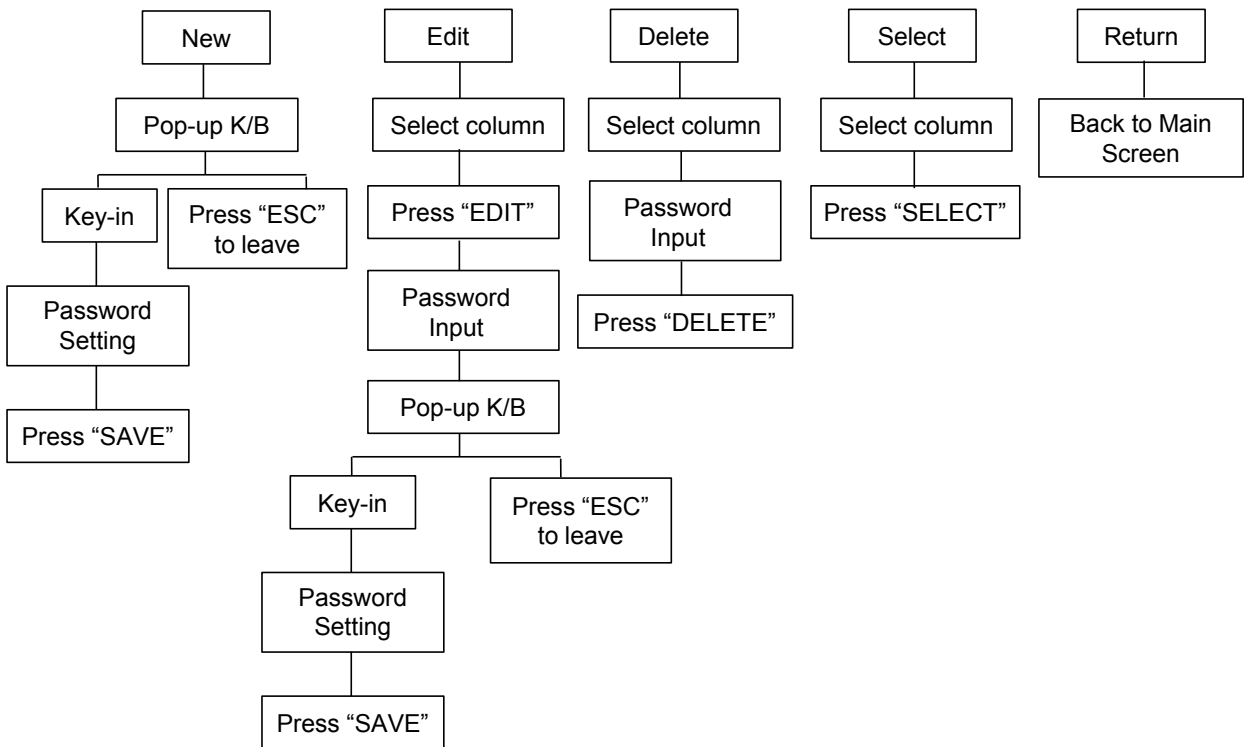 New
Edit
Delete
Select
Return
Pop-up K/B
Select column
Select column
Select column
Back to Main
Screen
Key-in
Press “ESC”
to leave
Press “EDIT”
Password
Input
Press “SELECT”
Password
Setting
Password
Input
Press “DELETE”
Press “SAVE”
Pop-up K/B
Key-in
Press “ESC”
to leave
Password
Setting
Press “SAVE”